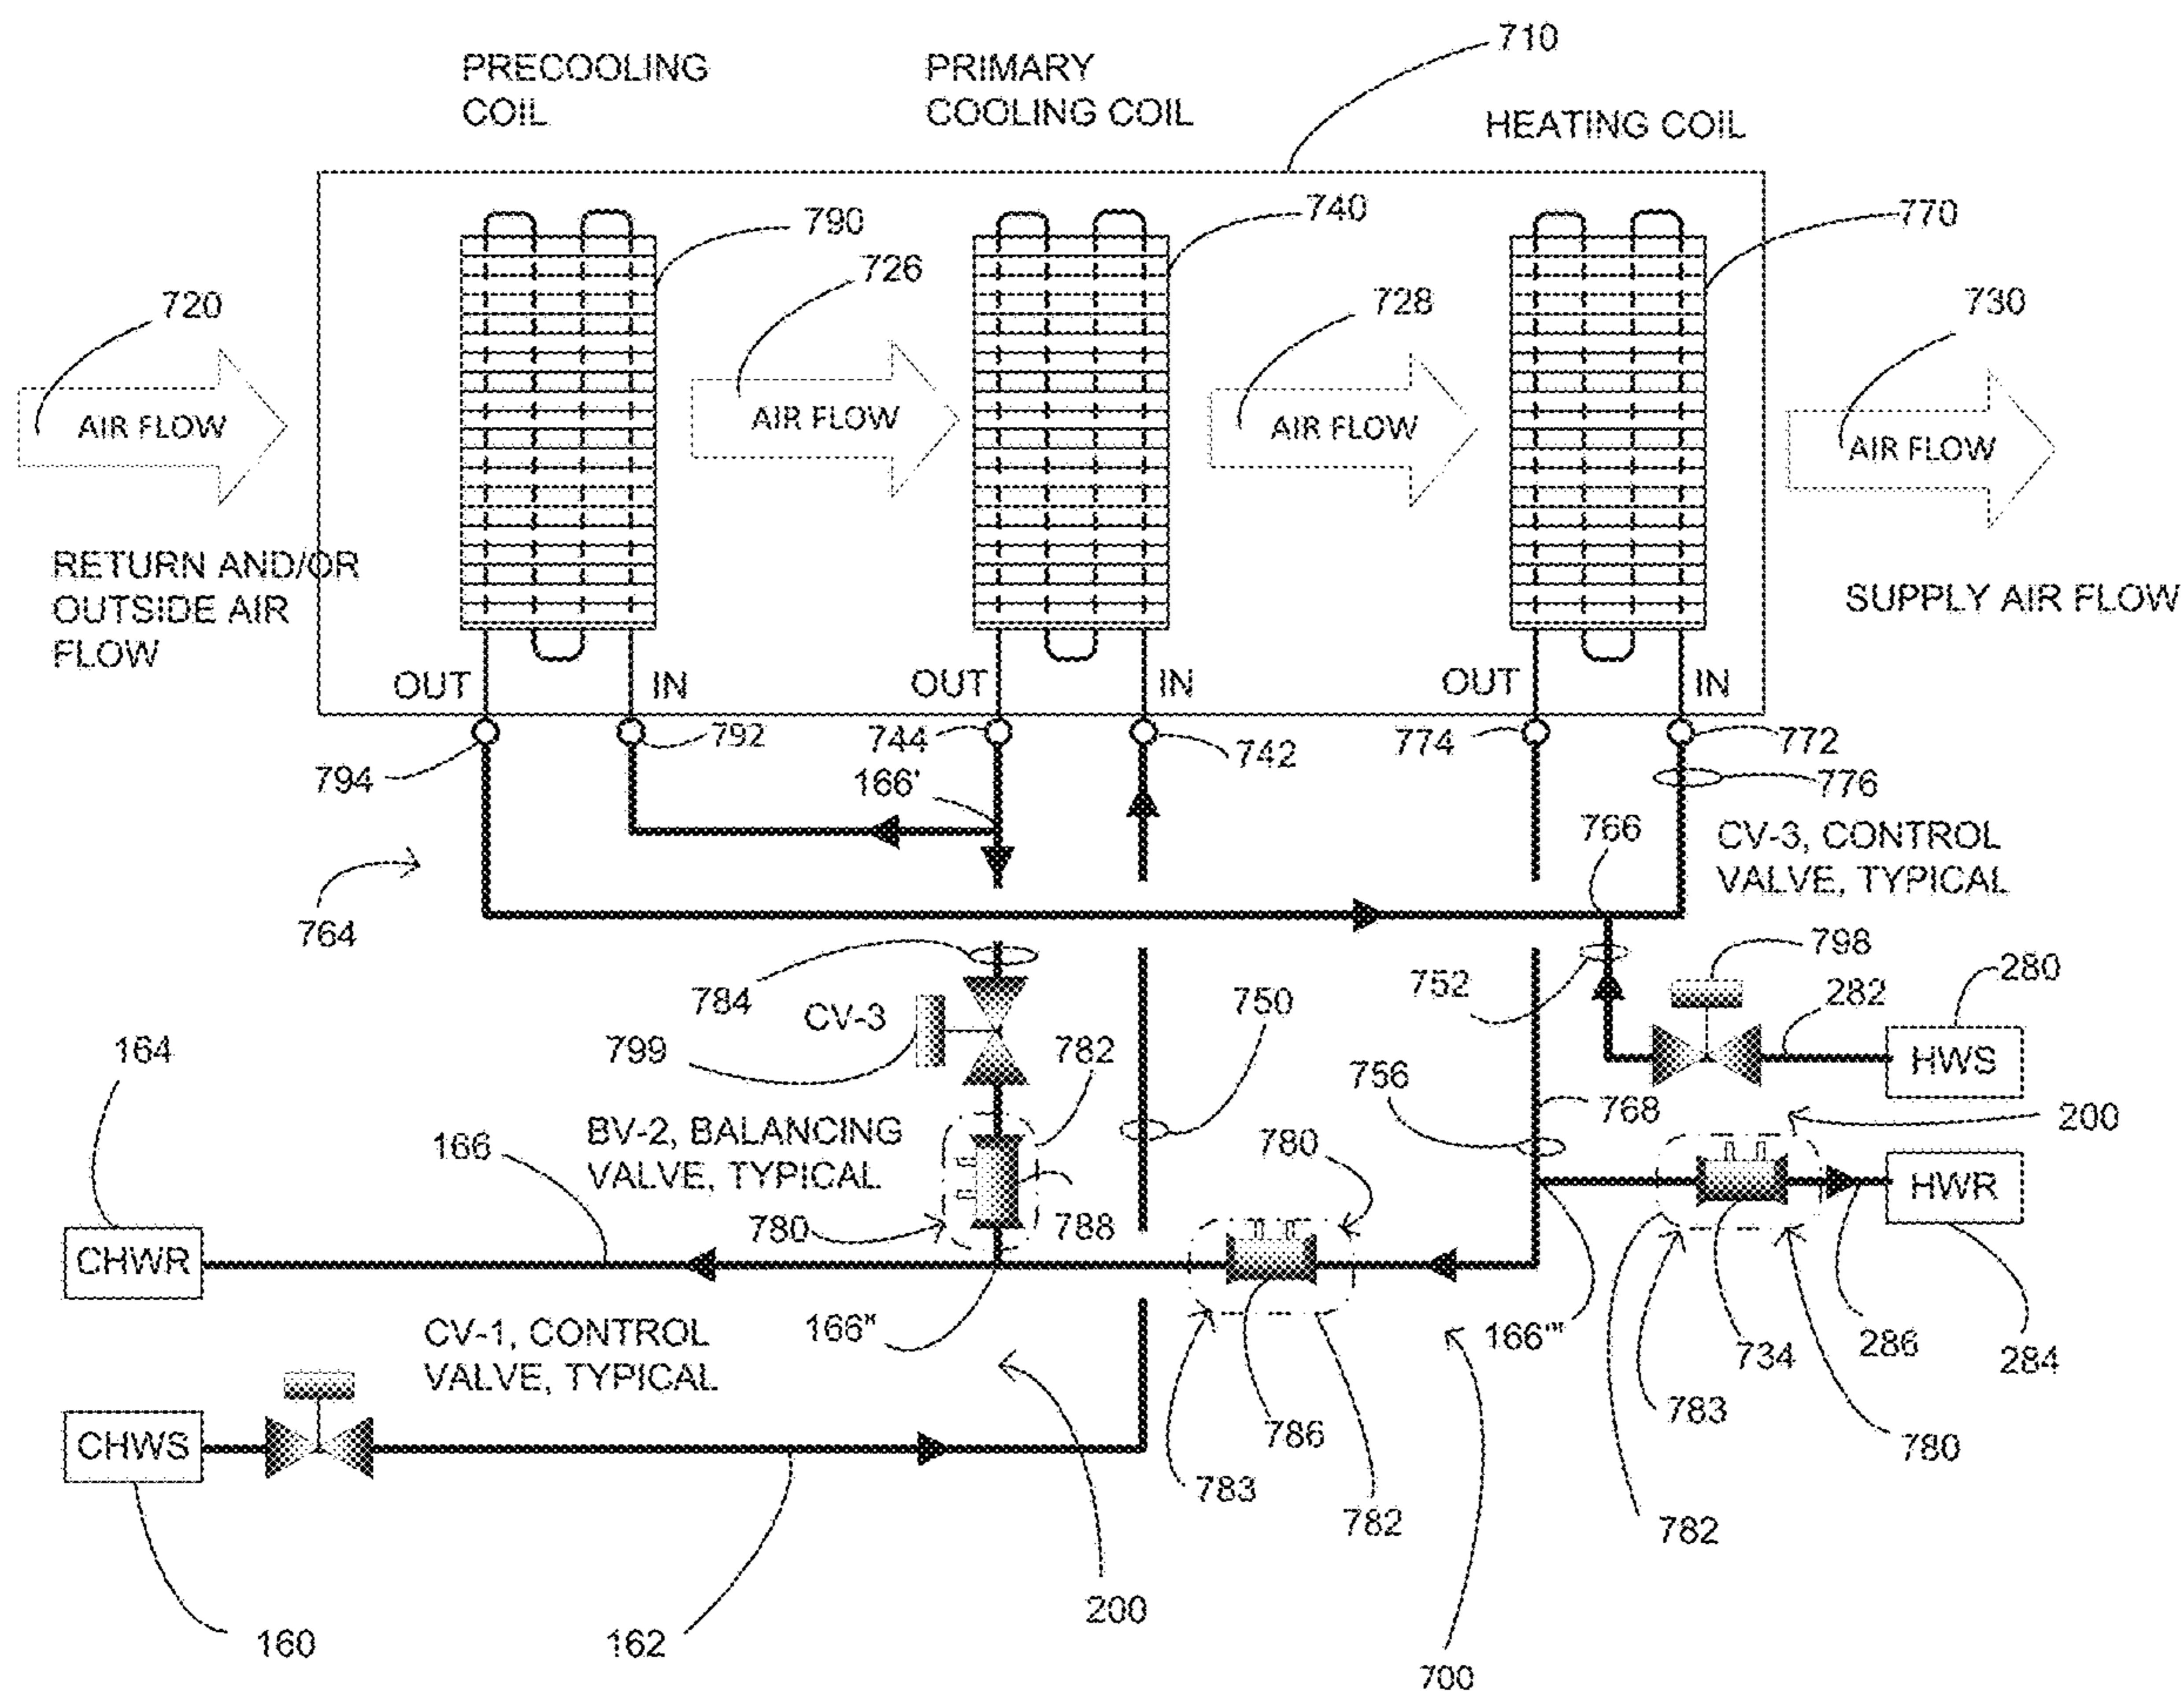 710
PRECOOLING
COIL
PRIMARY
COOLING COIL
HEATING COIL
790
740
770
720
726
728
730
AIR FLOW
AIR FLOW
AIR FLOW
AIR FLOW
RETURN AND/OR
OUTSIDE AIR
FLOW
SUPPLY AIR FLOW
OUT
IN
OUT
IN
OUT
IN
794
792
744
742
774
772
776
166'
764
766
CV-3, CONTROL
VALVE, TYPICAL
784
750
752
798
280
282
CV-3
799
782
HWS
164
756
768
200
166
BV-2, BALANCING
VALVE, TYPICAL
780
788
780
HWR
CHWR
166"
CV-1, CONTROL
VALVE, TYPICAL
166'''
734
286
284
783
780
CHWS
786
783
782
782
160
162
200
700